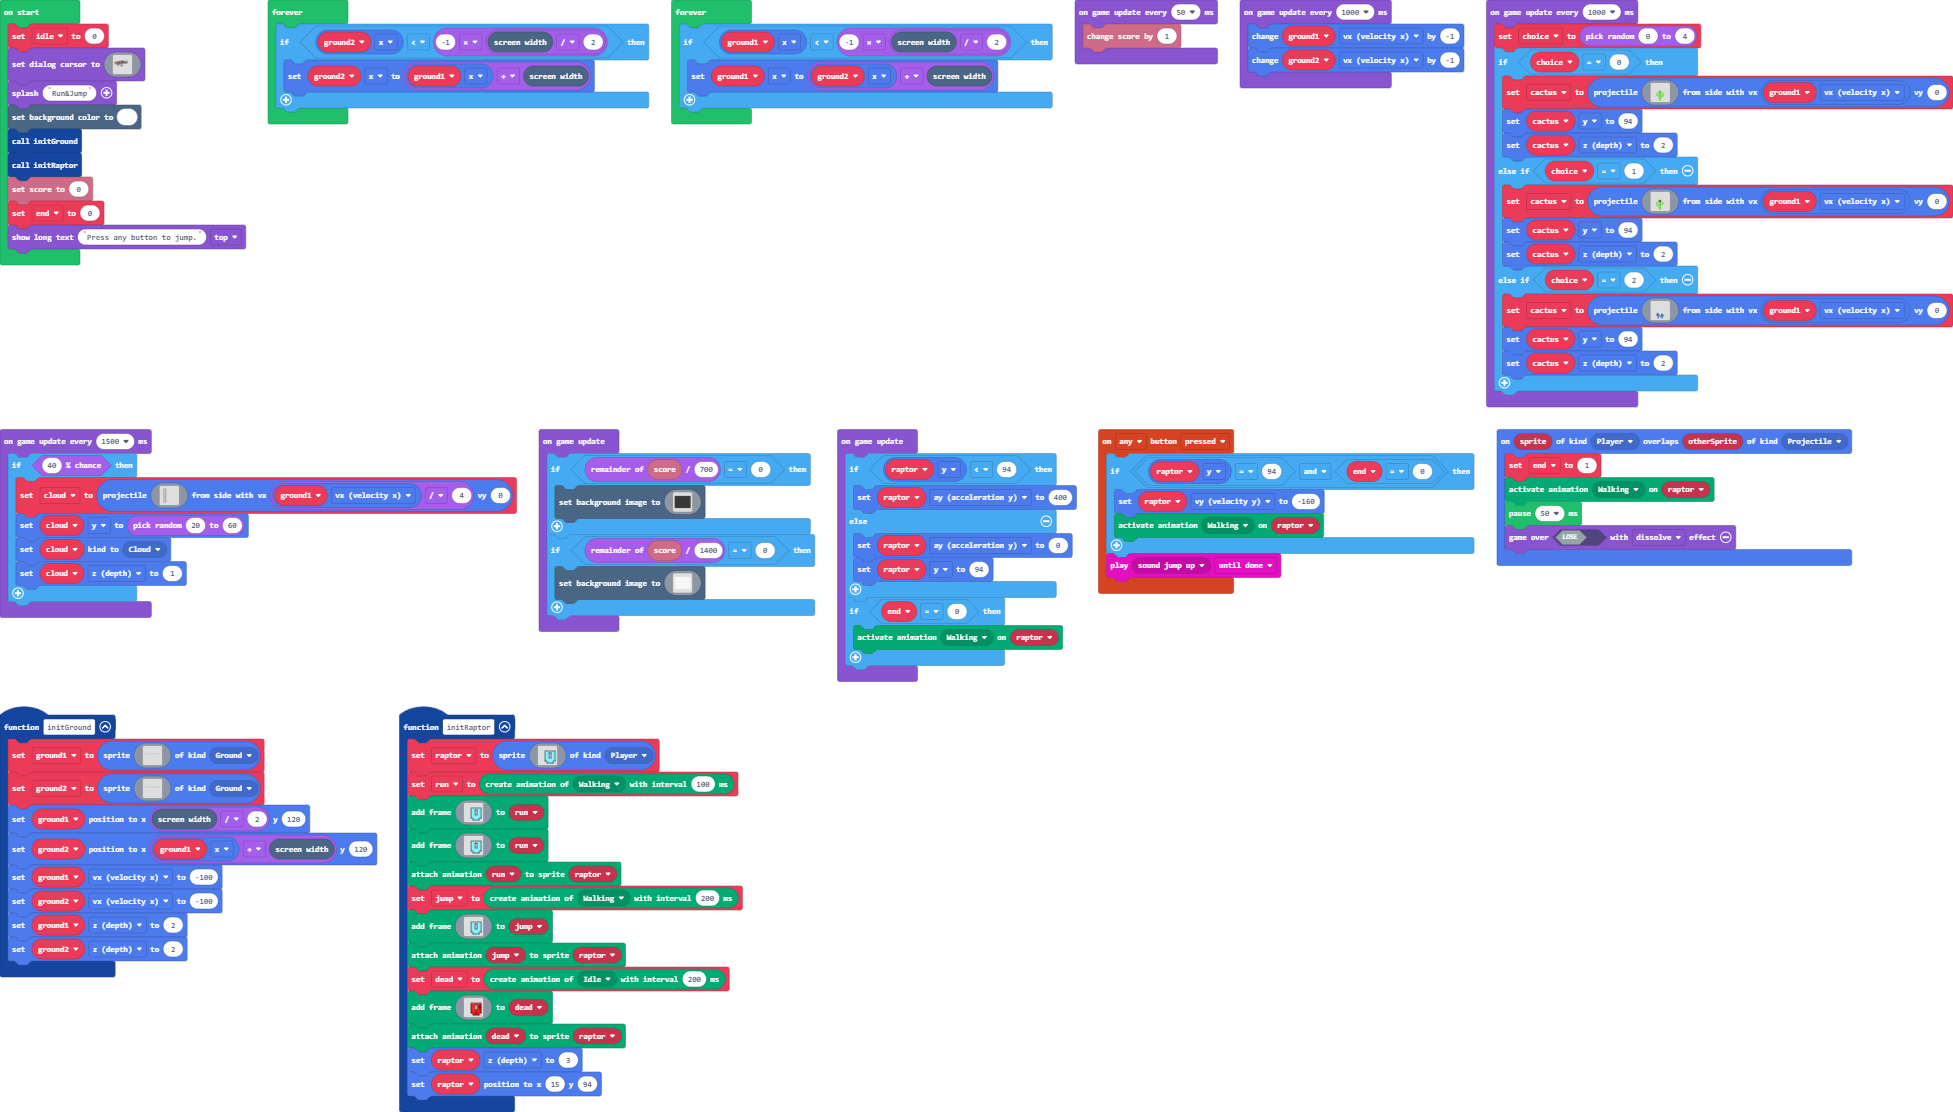 on start
set idle to 0
set dialog cursor to
splash "Run&Jump"
set background color to
call initGround
call initRaptor
set score to 0
set end to 0
show long text "Press any button to jump." top
forever
if ground2 x < -1 × screen width / 2 then
set ground2 x to ground1 x + screen width
forever
if ground1 x < -1 × screen width / 2 then
set ground1 x to ground2 x + screen width
on game update every 50 ms
change score by 1
on game update every 1000 ms
change ground1 vx (velocity x) by -1
change ground2 vx (velocity x) by -1
on game update every 1000 ms
set choice to pick random 0 to 4
if choice = 0 then
set cactus to projectile from side with vx ground1 vx (velocity x) vy 0
set cactus y to 94
set cactus z (depth) to 2
else if choice = 1 then
set cactus to projectile from side with vx ground1 vx (velocity x) vy 0
set cactus y to 94
set cactus z (depth) to 2
else if choice = 2 then
set cactus to projectile from side with vx ground1 vx (velocity x) vy 0
set cactus y to 94
set cactus z (depth) to 2
on game update every 1500 ms
if 40 % chance then
set cloud to projectile from side with vx ground1 vx (velocity x) / 4 vy 0
set cloud y to pick random 20 to 60
set cloud kind to Cloud
set cloud z (depth) to 1
on game update
if remainder of score / 700 = 0 then
set background image to
if remainder of score / 1400 = 0 then
set background image to
on game update
if raptor y < 94 then
set raptor ay (acceleration y) to 400
else
set raptor ay (acceleration y) to 0
set raptor y to 94
if end = 0 then
activate animation Walking on raptor
on any button pressed
if raptor y = 94 and end = 0 then
set raptor vy (velocity y) to -160
activate animation Walking on raptor
play sound jump up until done
on sprite of kind Player overlaps otherSprite of kind Projectile
set end to 1
activate animation Walking on raptor
pause 50 ms
game over LOSE with dissolve effect
function initGround
set ground1 to sprite of kind Ground
set ground2 to sprite of kind Ground
set ground1 position to x screen width / 2 y 120
set ground2 position to x ground1 x + screen width y 120
set ground1 vx (velocity x) to -100
set ground2 vx (velocity x) to -100
set ground1 z (depth) to 2
set ground2 z (depth) to 2
function initRaptor
set raptor to sprite of kind Player
set run to create animation of Walking with interval 100 ms
add frame to run
add frame to run
attach animation run to sprite raptor
set jump to create animation of Walking with interval 200 ms
add frame to jump
attach animation jump to sprite raptor
set dead to create animation of Idle with interval 200 ms
add frame to dead
attach animation dead to sprite raptor
set raptor z (depth) to 3
set raptor position to x 15 y 94